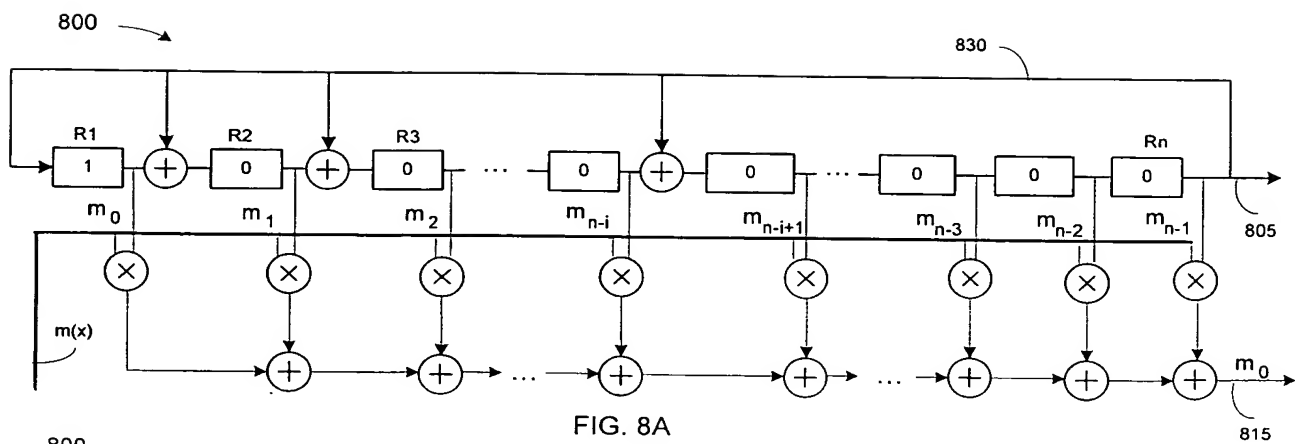 800
830
R1 R2 R3 Rn
1 + 0 + 0 ... 0 + 0 ... 0 0 0
m0 m1 m2 mn-i mn-i+1 mn-3 mn-2 mn-1
805
× × × × × × × ×
m(x)
+ + ... + + ... + + + m0
815
FIG. 8A